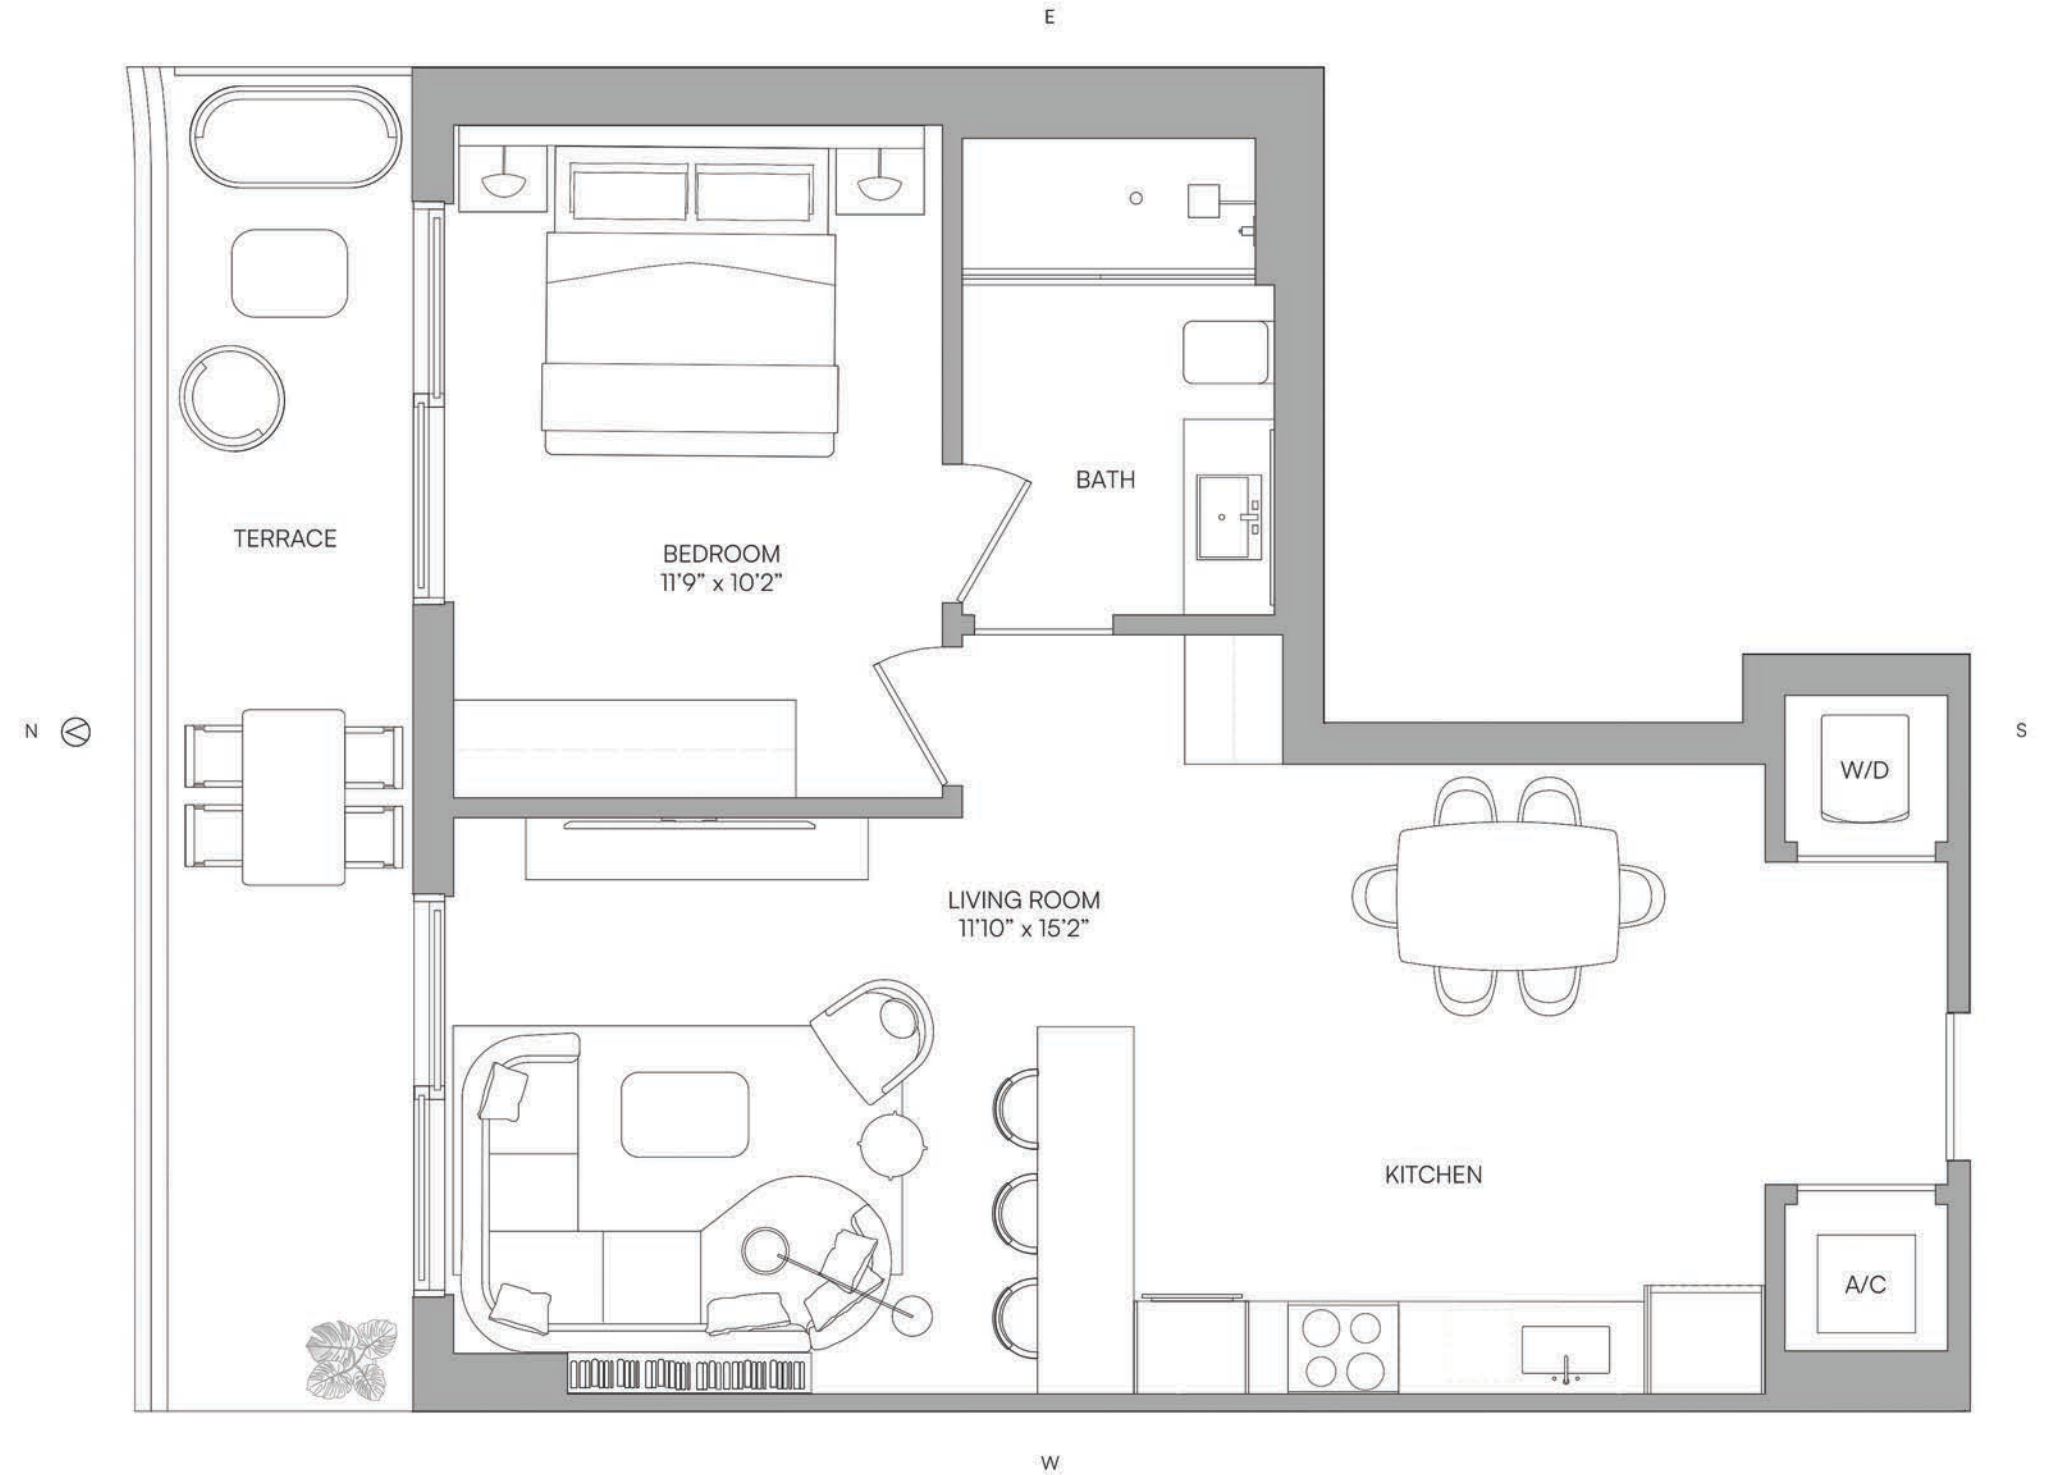 E
TERRACE
BEDROOM
11'9" x 10'2"
BATH
N
S
W/D
LIVING ROOM
11'10" x 15'2"
KITCHEN
A/C
W